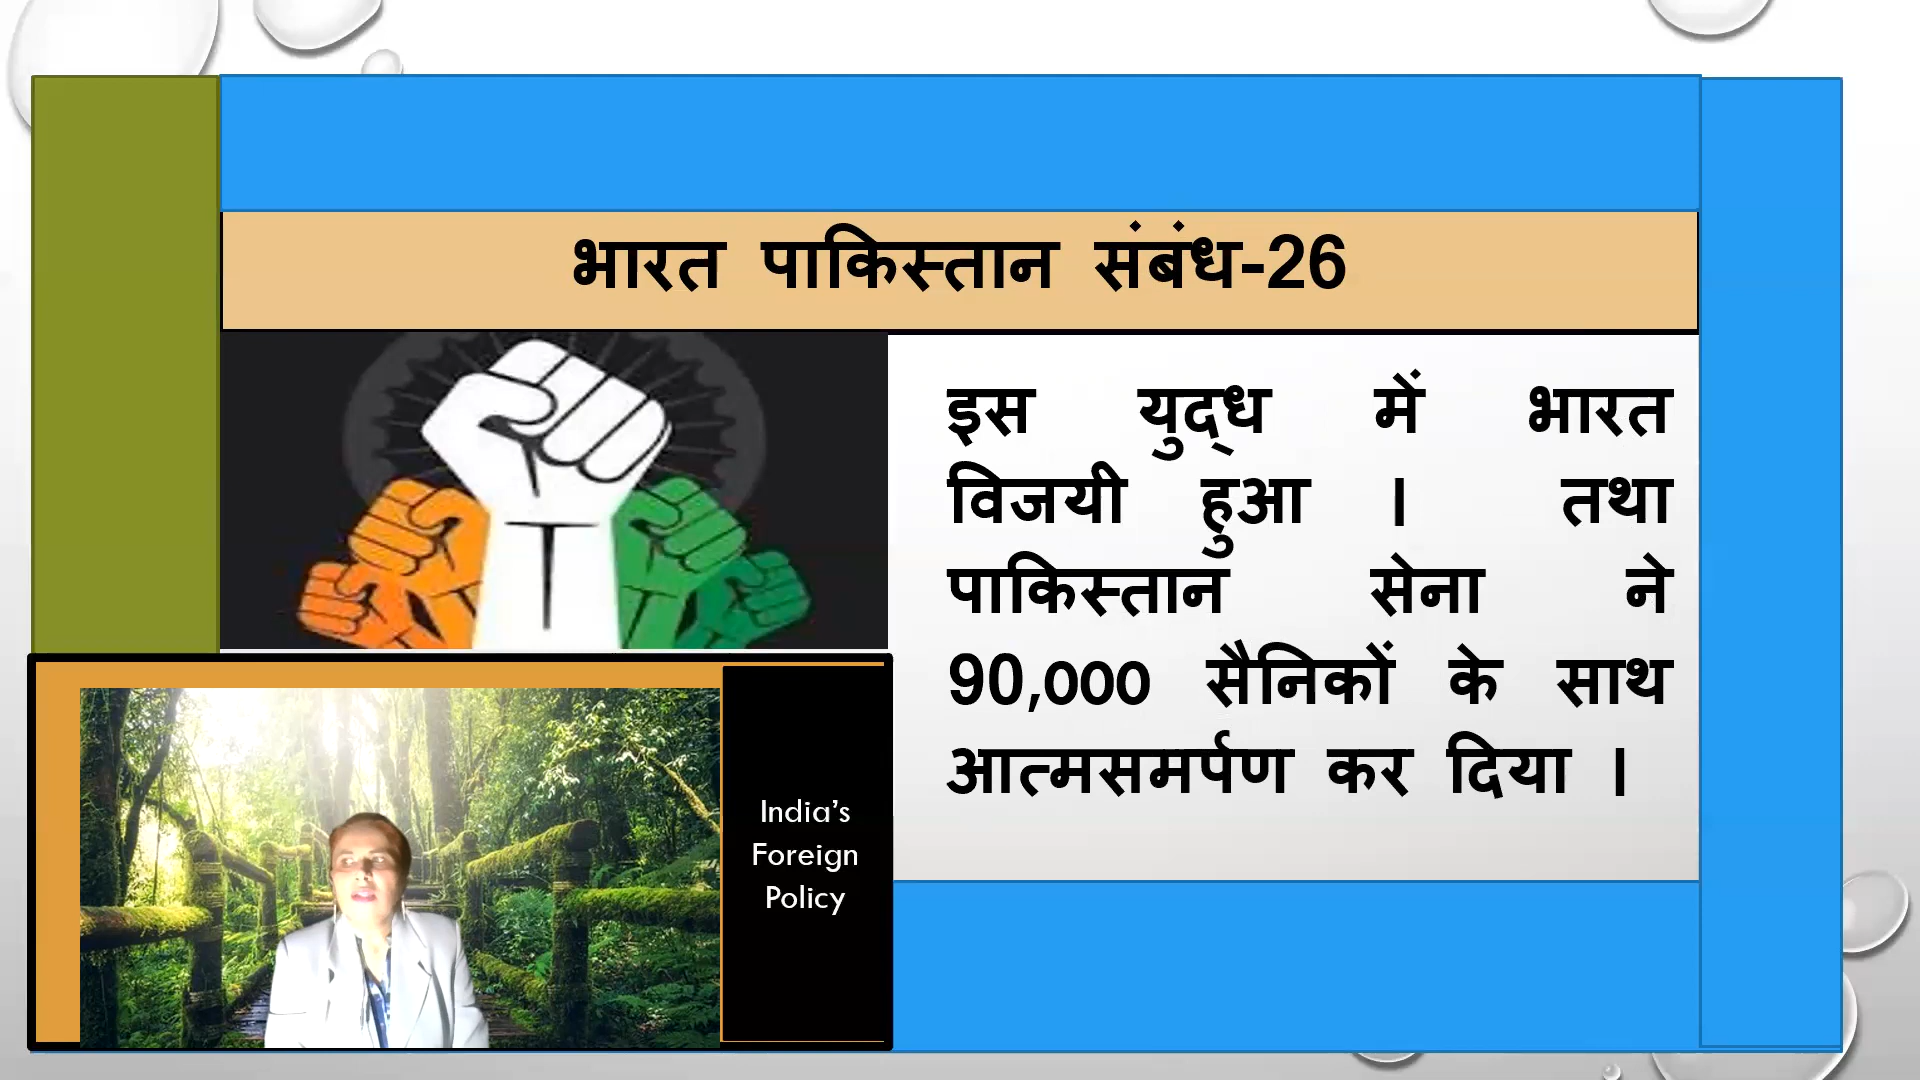 भारत पाकिस्तान संबंध-26
इस युद्ध में भारत
विजयी हुआ । तथा
पाकिस्तान सेना ने
90,000 सैनिकों के साथ
आत्मसमर्पण कर दिया ।
India’s
Foreign
Policy